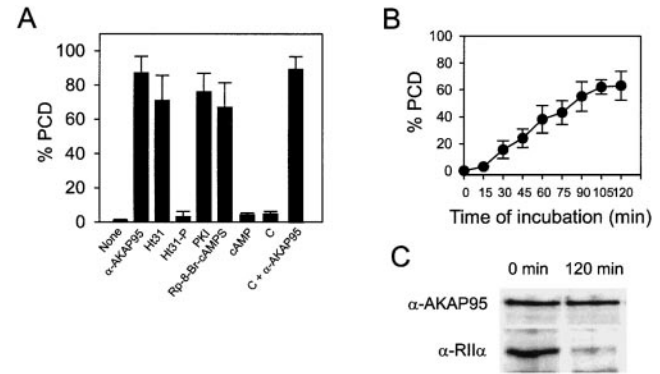 A
% PCD
100
80
60
40
20
0
None
α-AKAP95
Ht31
Ht31-P
PKI
Rp-8-Br-cAMPS
cAMP
C
C + α-AKAP95
B
% PCD
100
80
60
40
20
0
0 15 30 45 60 75 90 105 120
Time of incubation (min)
C
0 min 120 min
α-AKAP95
α-RIIα